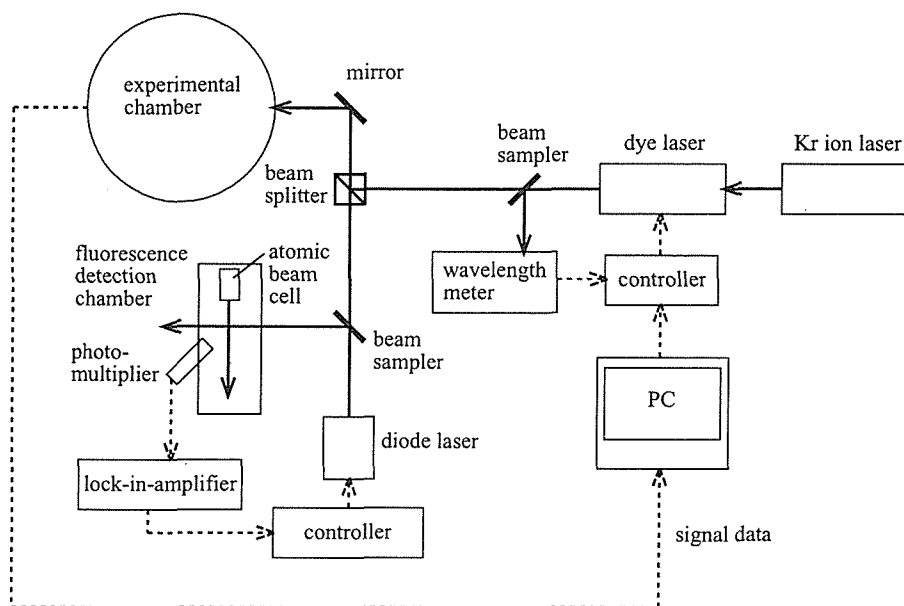 experimental
chamber
mirror
beam
sampler
dye laser
Kr ion laser
beam
splitter
fluorescence
detection
chamber
atomic
beam
cell
wavelength
meter
controller
photo-
multiplier
beam
sampler
PC
diode laser
lock-in-amplifier
controller
signal data